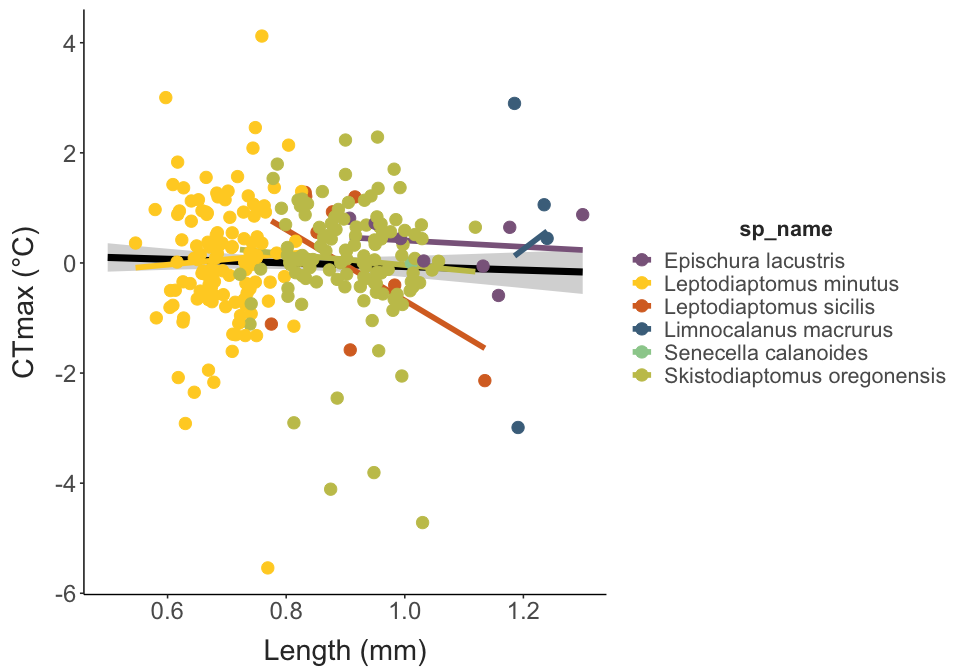 4
2
0
-2
-4
-6
CTmax (°C)
0.6 0.8 1.0 1.2
Length (mm)
sp_name
Epischura lacustris
Leptodiaptomus minutus
Leptodiaptomus sicilis
Limnocalanus macrurus
Senecella calanoides
Skistodiaptomus oregonensis